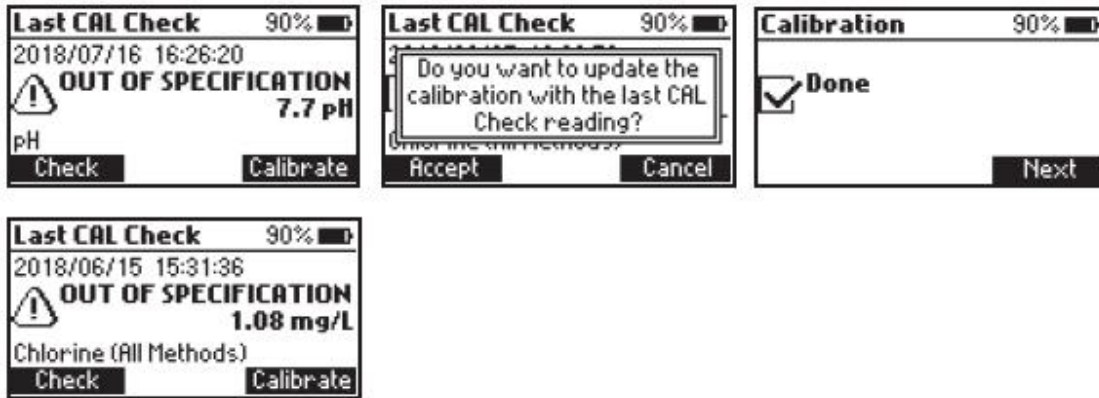 Last CAL Check 90%
2018/07/16 16:26:20
OUT OF SPECIFICATION
7.7 pH
pH
Check Calibrate
Last CAL Check 90%
Do you want to update the
calibration with the last CAL
Check reading?
Accept Cancel
Calibration 90%
Done
Next
Last CAL Check 90%
2018/06/15 15:31:36
OUT OF SPECIFICATION
1.08 mg/L
Chlorine (All Methods)
Check Calibrate